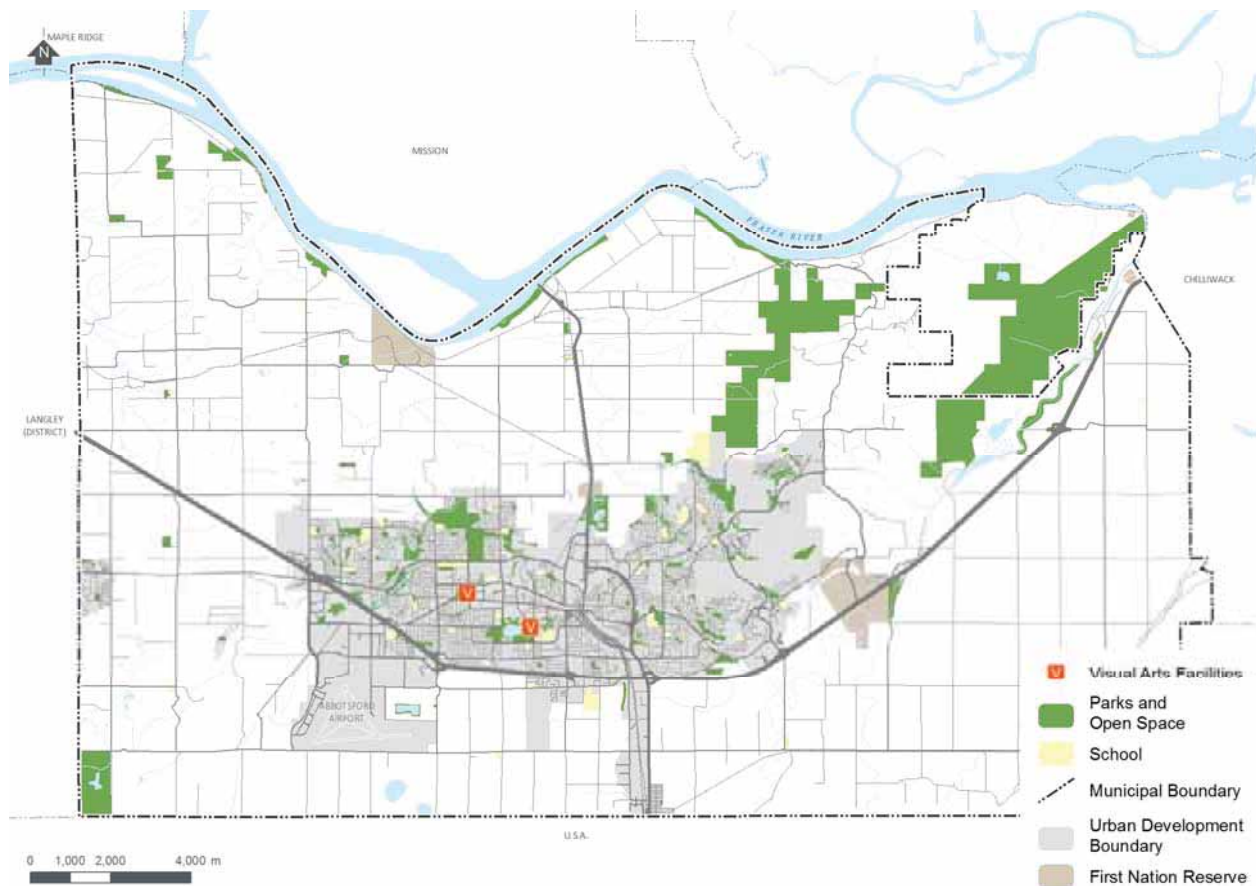 MAPLE RIDGE
N
MISSION
FRASER RIVER
CHILLIWACK
LANGLEY
(DISTRICT)
V
V
ABBOTSFORD
AIRPORT
V Visual Arts Facilities
Parks and
Open Space
School
Municipal Boundary
Urban Development
Boundary
First Nation Reserve
U.S.A.
0 1,000 2,000 4,000 m